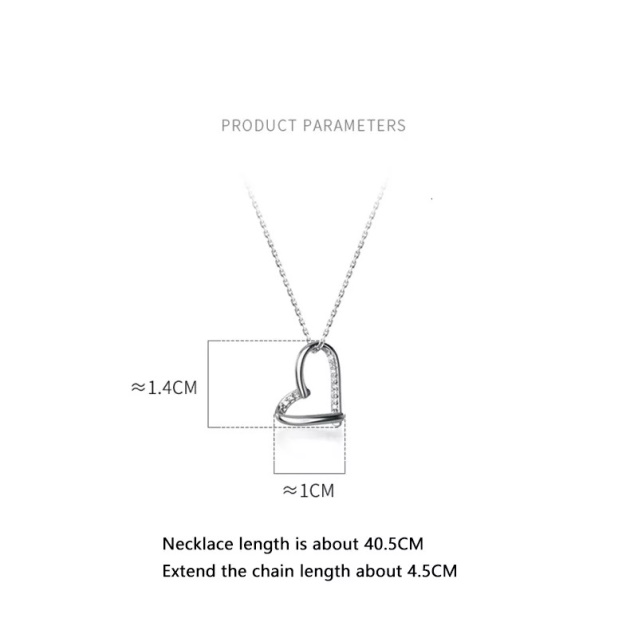 PRODUCT PARAMETERS
≈1.4CM
≈1CM
Necklace length is about 40.5CM
Extend the chain length about 4.5CM